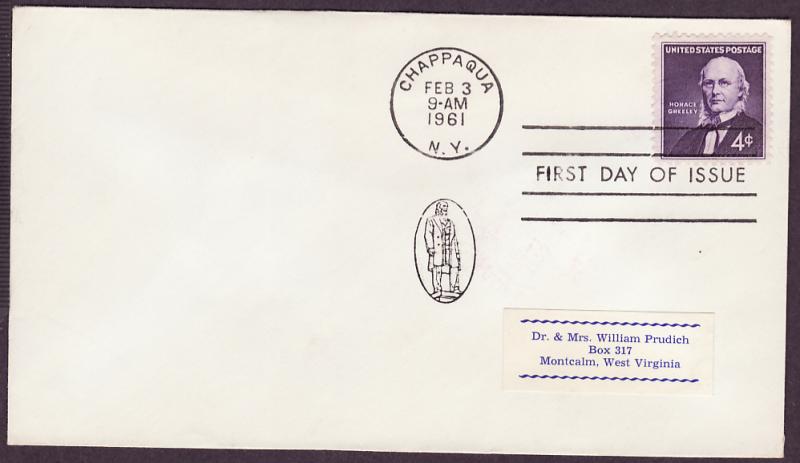 CHAPPAQUA
FEB 3
9-AM
1961
N.Y.
UNITED STATES POSTAGE
HORACE
GREELEY
4¢
FIRST DAY OF ISSUE
Dr. & Mrs. William Prudich
Box 317
Montcalm, West Virginia